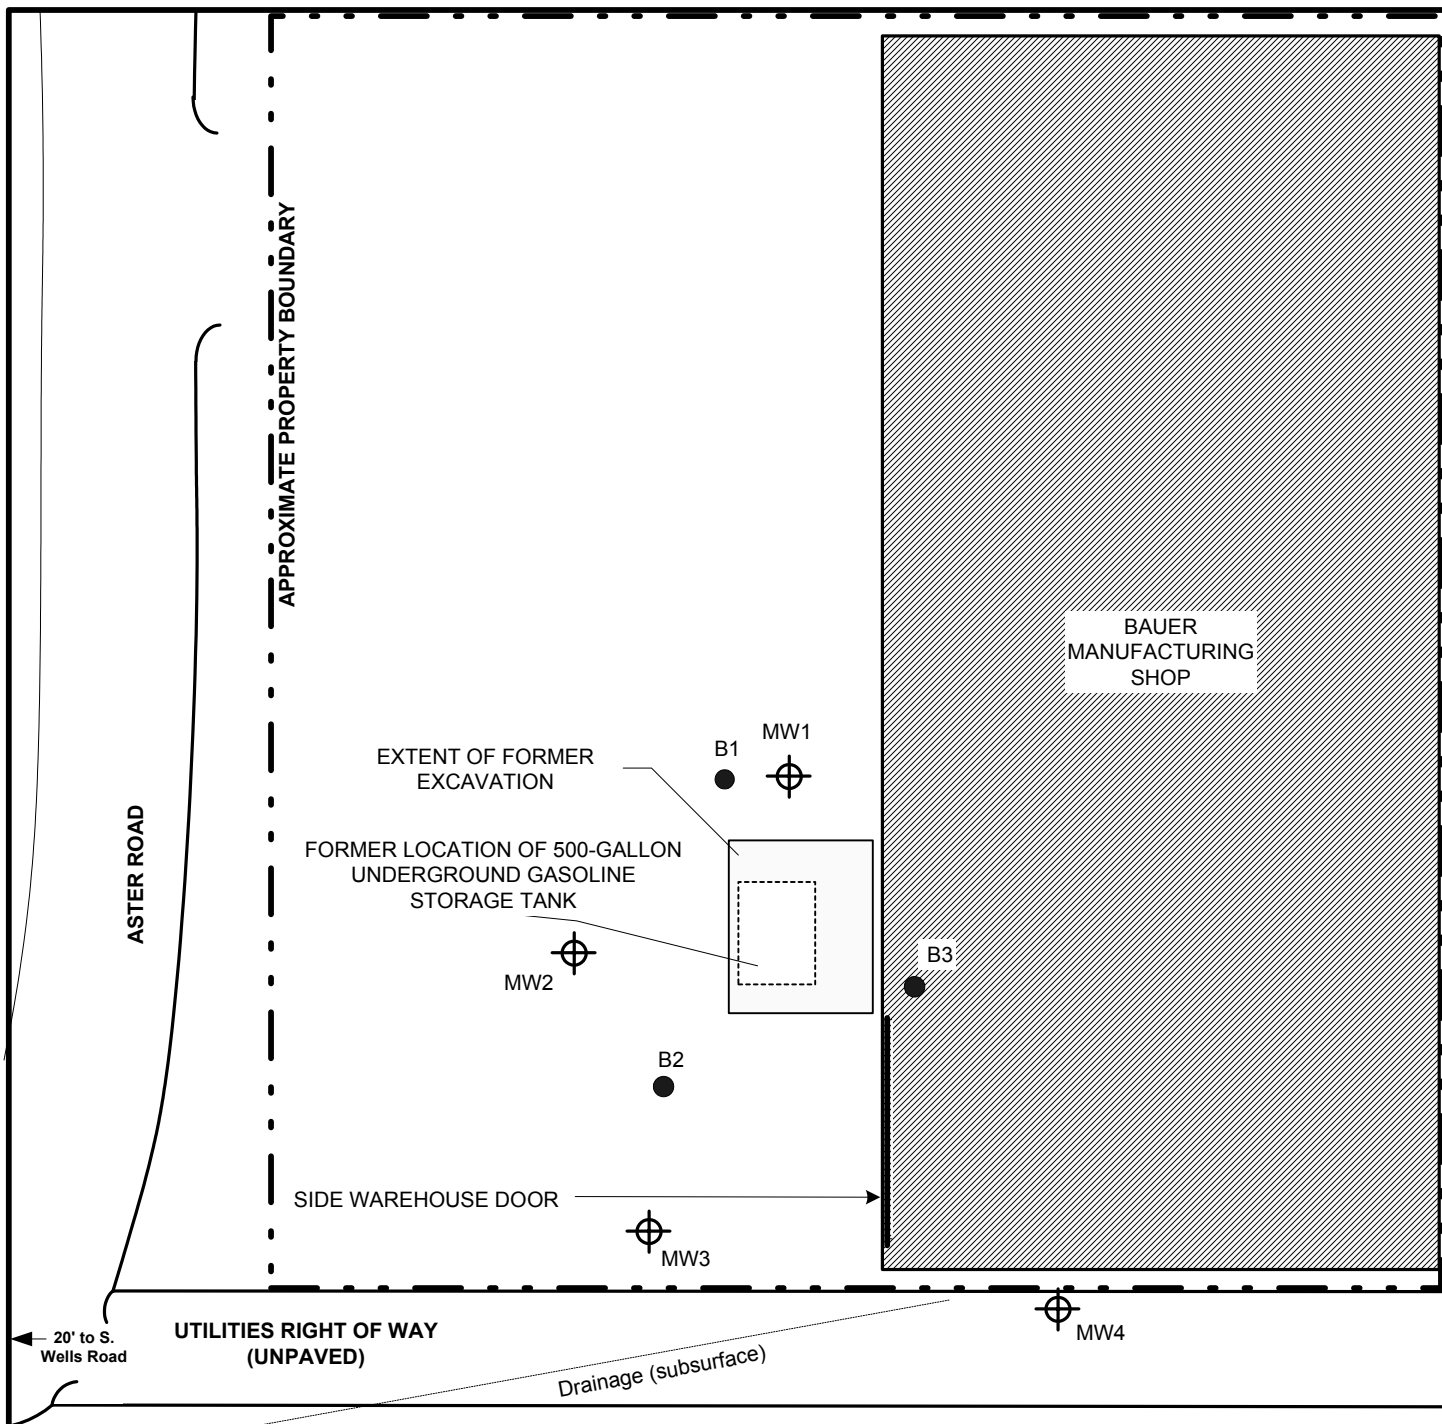 APPROXIMATE PROPERTY BOUNDARY
BAUER
MANUFACTURING
SHOP
MW1
B1
EXTENT OF FORMER
EXCAVATION
ASTER ROAD
FORMER LOCATION OF 500-GALLON
UNDERGROUND GASOLINE
STORAGE TANK
B3
MW2
B2
SIDE WAREHOUSE DOOR
MW3
UTILITIES RIGHT OF WAY
(UNPAVED)
20' to S.
Wells Road
MW4
Drainage (subsurface)